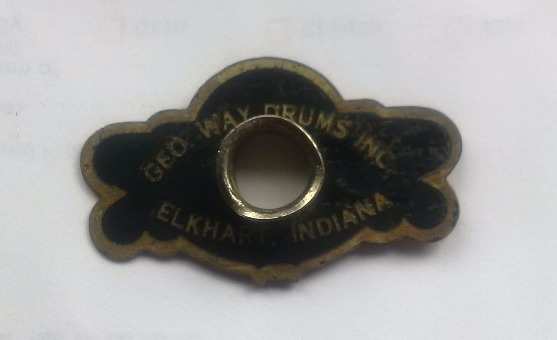 GEO. WAY DRUMS INC.
ELKHART, INDIANA